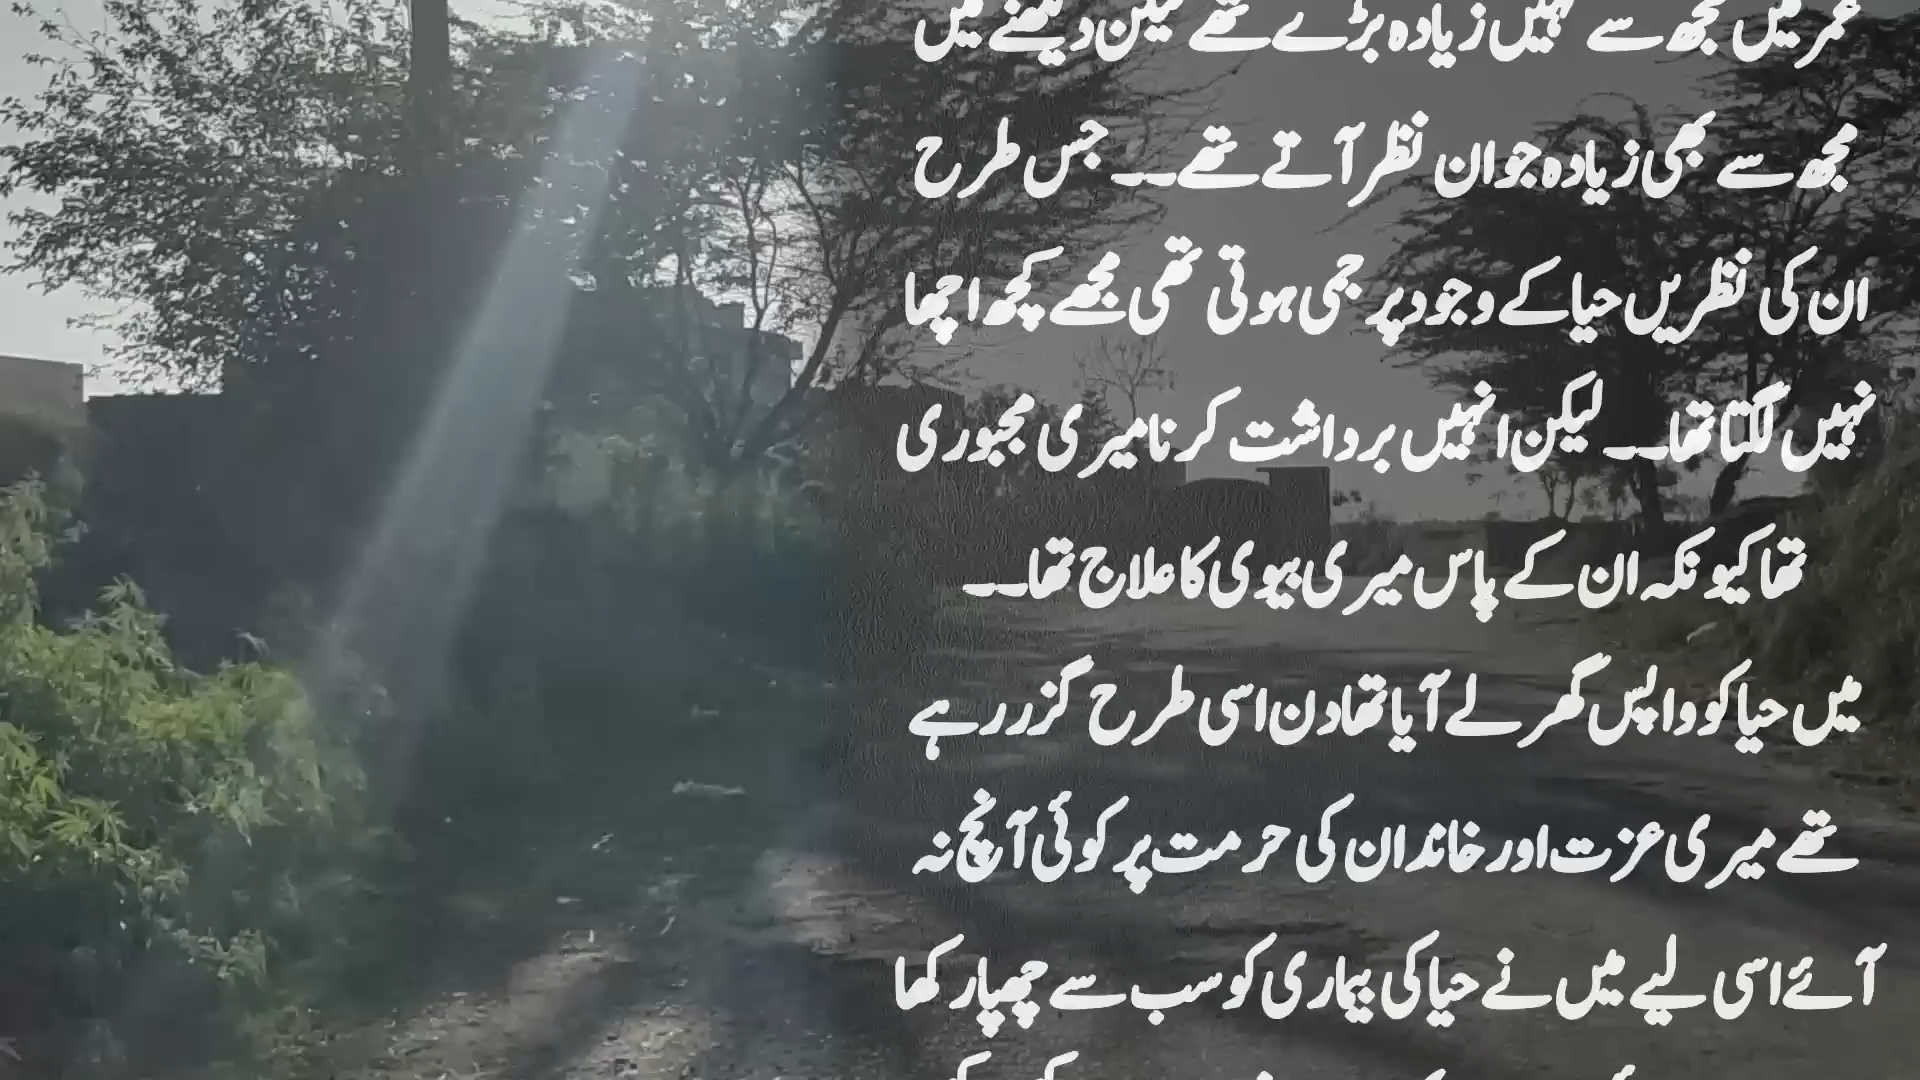 عمر میں مجھ سے کہیں زیادہ بڑے تھے لیکن دیکھنے میں
مجھ سے بھی زیادہ جوان نظر آتے تھے۔۔ جس طرح
ان کی نظریں حیا کے وجود پر جمی ہوتی تھی مجھے کچھ اچھا
نہیں لگتا تھا۔۔ لیکن انہیں برداشت کرنا میری مجبوری
تھا کیونکہ ان کے پاس میری بیوی کا علاج تھا۔۔
میں حیا کو واپس گھر لے آیا تھا دن اسی طرح گزر رہے
تھے میری عزت اور خاندان کی حرمت پر کوئی آنچ نہ
آئے اسی لیے میں نے حیا کی بیماری کو سب سے چھپا رکھا